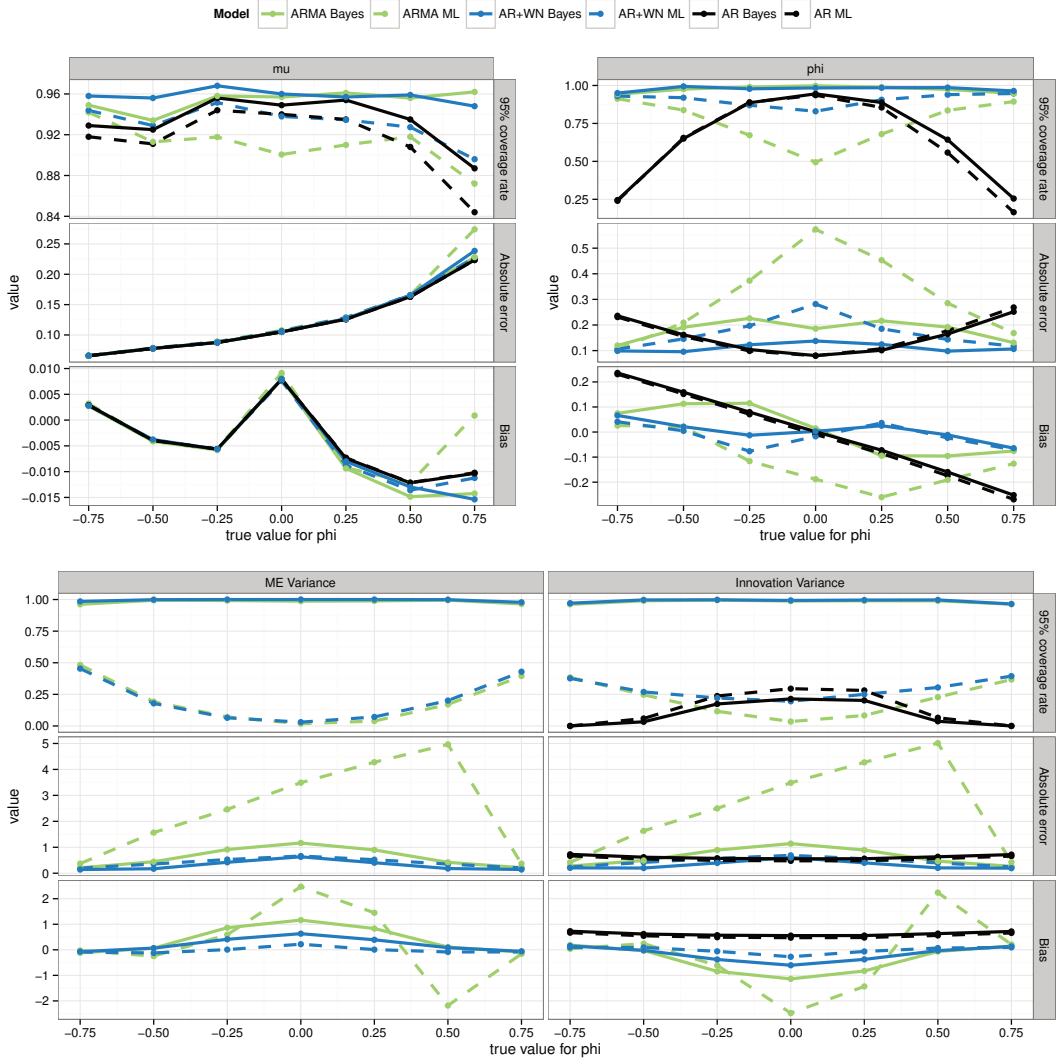 Model ARMA Bayes ARMA ML AR+WN Bayes AR+WN ML AR Bayes AR ML
mu
0.96
0.92
0.88
0.84
95% coverage rate
0.25
0.20
0.15
0.10
Absolute error
0.010
0.005
0.000
−0.005
−0.010
−0.015
Bias
value
−0.75 −0.50 −0.25 0.00 0.25 0.50 0.75
true value for phi
phi
1.00
0.75
0.50
0.25
95% coverage rate
0.5
0.4
0.3
0.2
0.1
Absolute error
0.2
0.1
0.0
−0.1
−0.2
Bias
value
−0.75 −0.50 −0.25 0.00 0.25 0.50 0.75
true value for phi
ME Variance Innovation Variance
1.00
0.75
0.50
0.25
0.00
95% coverage rate
5
4
3
2
1
0
Absolute error
2
1
0
−1
−2
Bias
value
−0.75 −0.50 −0.25 0.00 0.25 0.50 0.75 −0.75 −0.50 −0.25 0.00 0.25 0.50 0.75
true value for phi